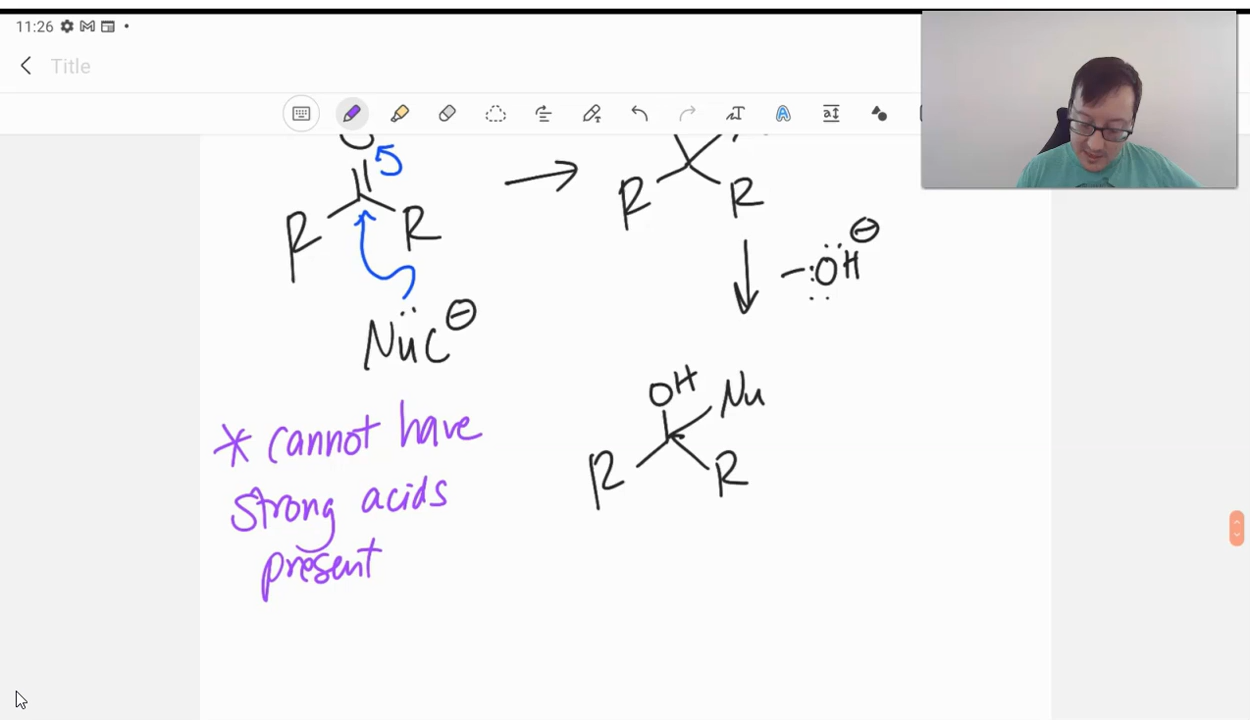 11:26
Title
R
R
R
R
:OH ⊖
Nuc ⊖
OH
Nu
R
R
* cannot have
strong acids
present